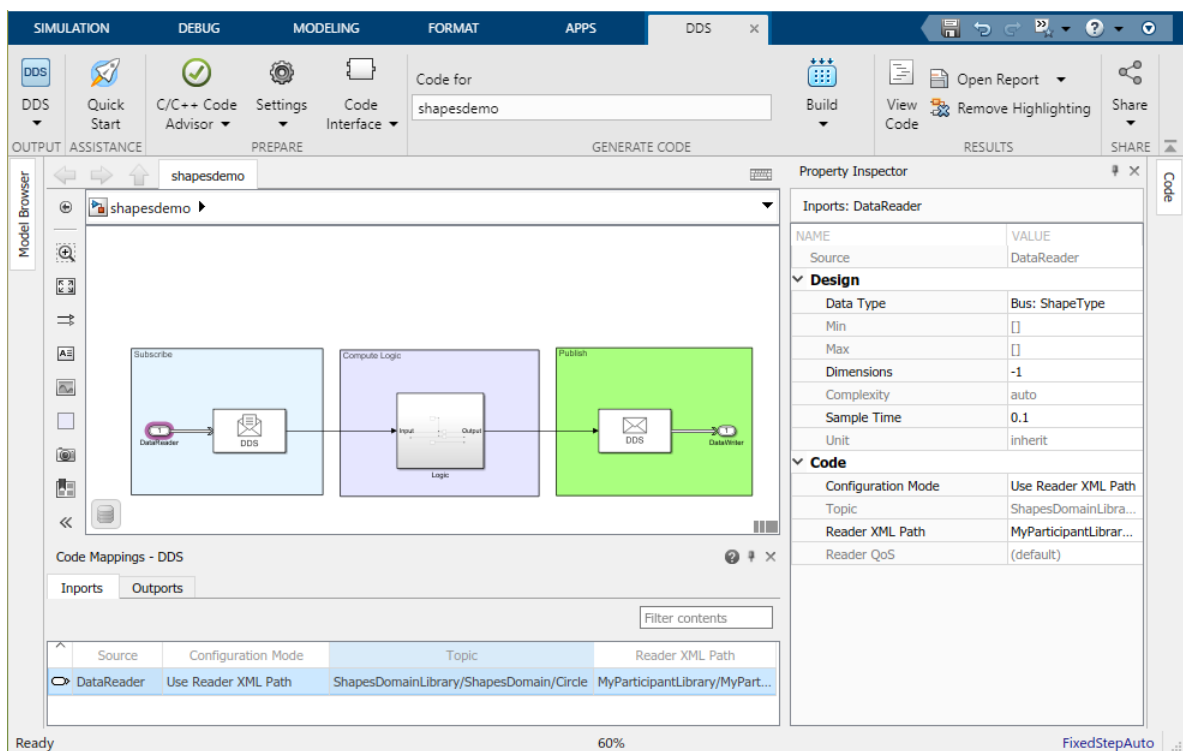 SIMULATION DEBUG MODELING FORMAT APPS DDS
DDS
DDS
Quick
Start
C/C++ Code
Advisor
Settings
Code
Interface
Code for
shapesdemo
Build
View
Code
Open Report
Remove Highlighting
Share
OUTPUT ASSISTANCE PREPARE GENERATE CODE RESULTS SHARE
Model Browser
shapesdemo
shapesdemo
Subscribe
1
DataReader
DDS
Compute Logic
Input
Output
Logic
Publish
DDS
1
DataWriter
Code Mappings - DDS
Inports Outports
Filter contents
Source Configuration Mode Topic Reader XML Path
DataReader Use Reader XML Path ShapesDomainLibrary/ShapesDomain/Circle MyParticipantLibrary/MyPart...
Property Inspector
Code
Inports: DataReader
NAME VALUE
Source DataReader
Design
Data Type Bus: ShapeType
Min []
Max []
Dimensions -1
Complexity auto
Sample Time 0.1
Unit inherit
Code
Configuration Mode Use Reader XML Path
Topic ShapesDomainLibra...
Reader XML Path MyParticipantLibrar...
Reader QoS (default)
Ready 60% FixedStepAuto